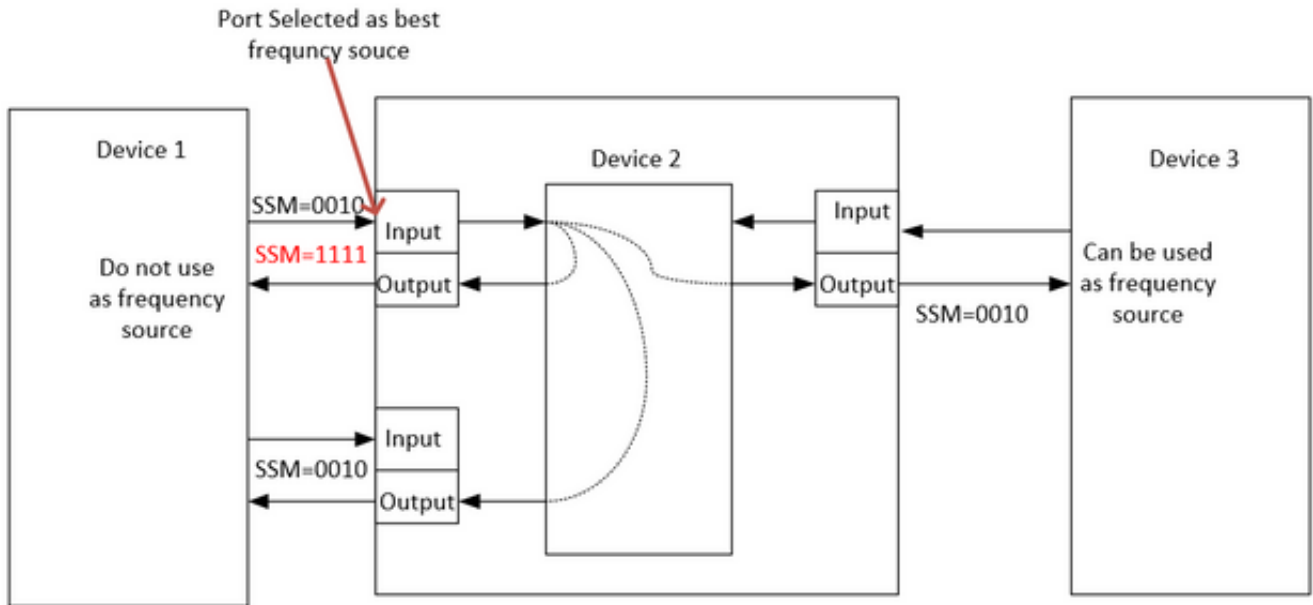 Port Selected as best
frequncy souce
Device 1
Device 2
Device 3
SSM=0010
Input
Input
SSM=1111
Do not use
as frequency
source
Output
Output
Can be used
as frequency
source
SSM=0010
Input
SSM=0010
Output